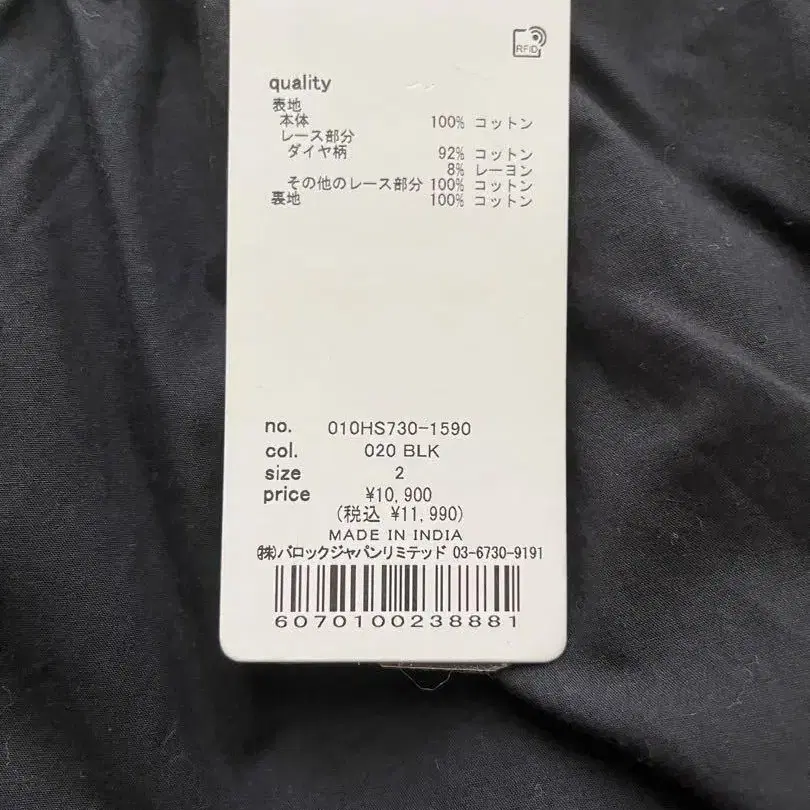 RFID
quality
表地
本体 100% コットン
レース部分
ダイヤ柄 92% コットン
8% レーヨン
その他のレース部分 100% コットン
裏地 100% コットン
no. 010HS730-1590
col. 020 BLK
size 2
price ¥10,900
(税込 ¥11,990)
MADE IN INDIA
(株)バロックジャパンリミテッド 03-6730-9191
6070100238881